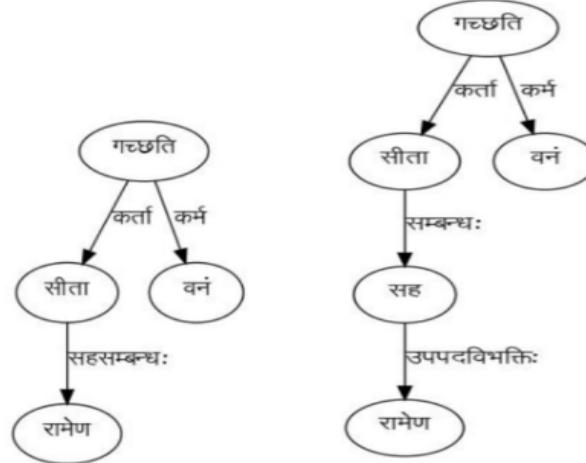 गच्छति
कर्ता कर्म
सीता वनं
सहसम्बन्धः
रामेण
गच्छति
कर्ता कर्म
सीता वनं
सम्बन्धः
सह
उपपदविभक्तिः
रामेण